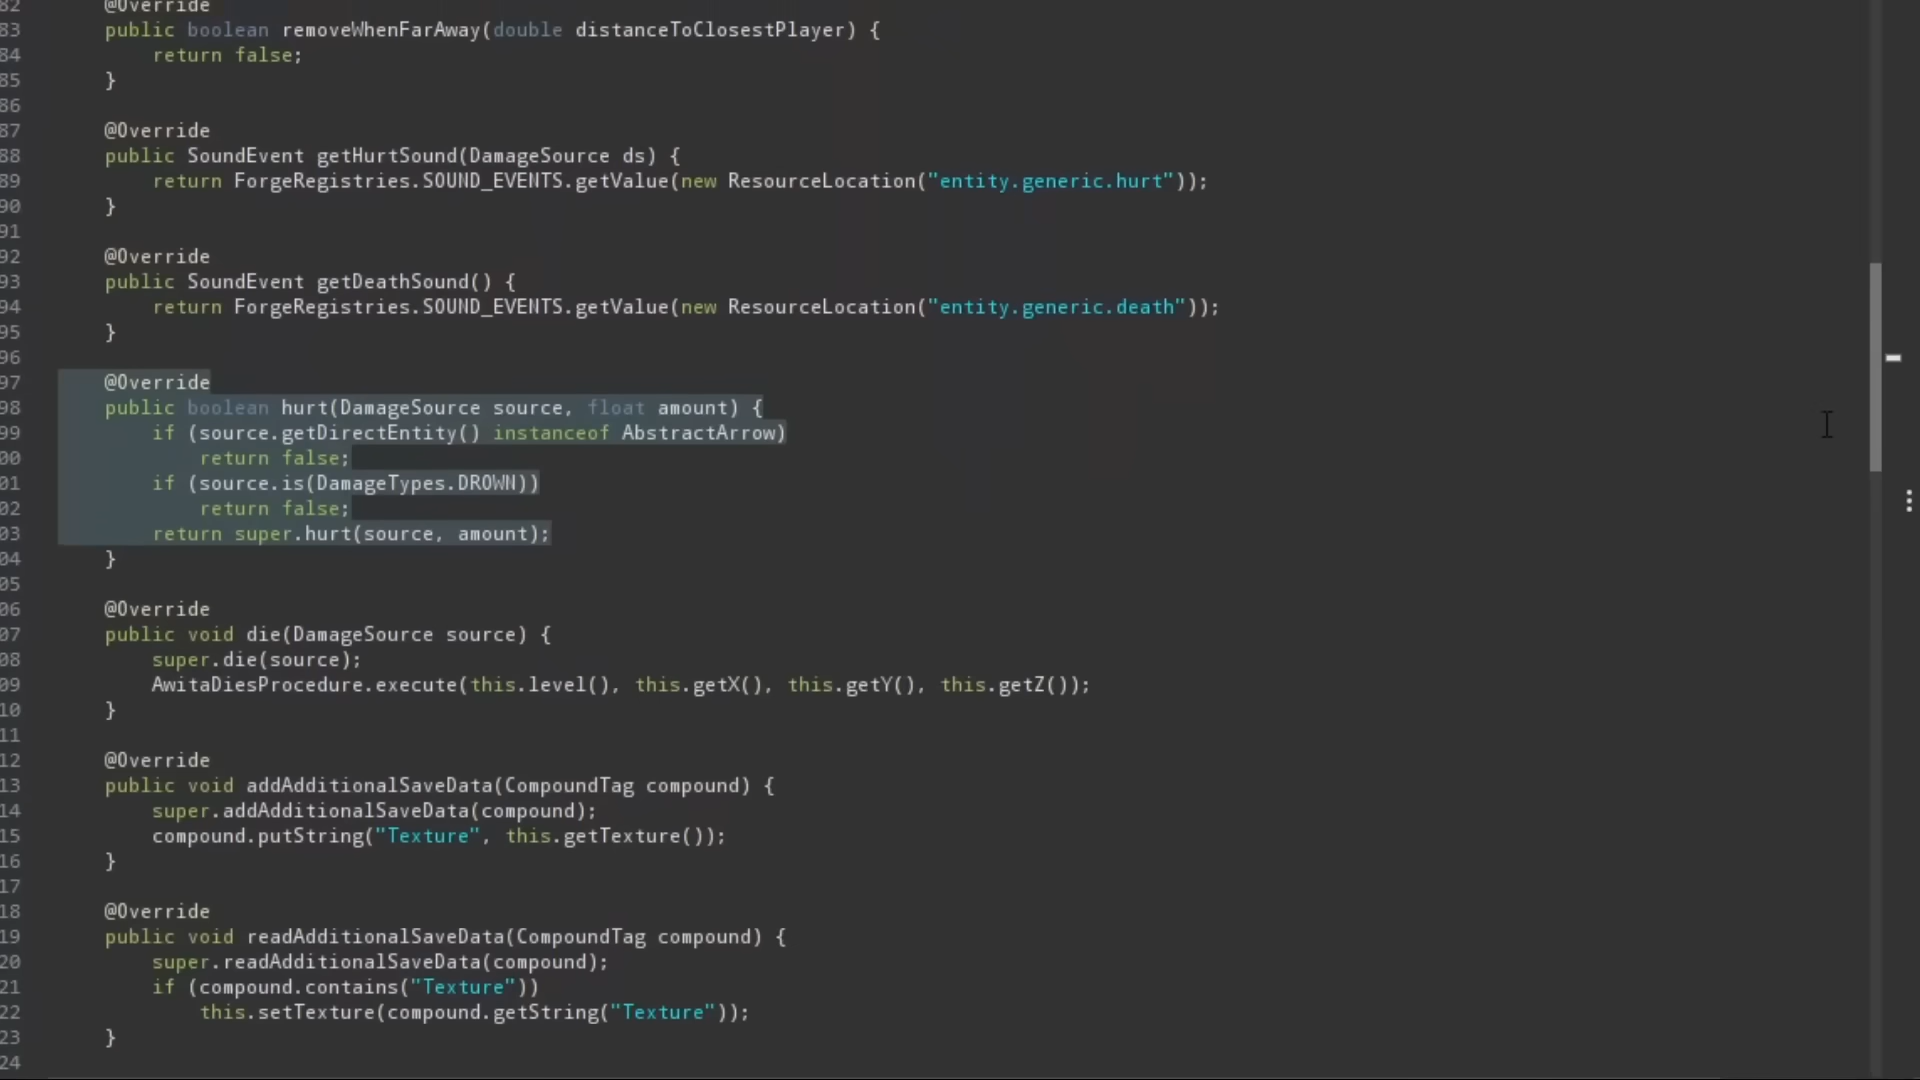 82    @Override
83    public boolean removeWhenFarAway(double distanceToClosestPlayer) {
84        return false;
85    }
86
87    @Override
88    public SoundEvent getHurtSound(DamageSource ds) {
89        return ForgeRegistries.SOUND_EVENTS.getValue(new ResourceLocation("entity.generic.hurt"));
90    }
91
92    @Override
93    public SoundEvent getDeathSound() {
94        return ForgeRegistries.SOUND_EVENTS.getValue(new ResourceLocation("entity.generic.death"));
95    }
96
97    @Override
98    public boolean hurt(DamageSource source, float amount) {
99        if (source.getDirectEntity() instanceof AbstractArrow)
00            return false;
01        if (source.is(DamageTypes.DROWN))
02            return false;
03        return super.hurt(source, amount);
04    }
05
06    @Override
07    public void die(DamageSource source) {
08        super.die(source);
09        AwitaDiesProcedure.execute(this.level(), this.getX(), this.getY(), this.getZ());
10    }
11
12    @Override
13    public void addAdditionalSaveData(CompoundTag compound) {
14        super.addAdditionalSaveData(compound);
15        compound.putString("Texture", this.getTexture());
16    }
17
18    @Override
19    public void readAdditionalSaveData(CompoundTag compound) {
20        super.readAdditionalSaveData(compound);
21        if (compound.contains("Texture"))
22            this.setTexture(compound.getString("Texture"));
23    }
24